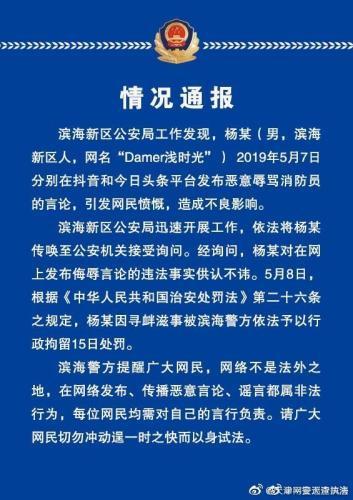 情况通报
滨海新区公安局工作发现，杨某（男，滨海
新区人，网名“Damer浅时光”） 2019年5月7日
分别在抖音和今日头条平台发布恶意辱骂消防员
的言论，引发网民愤慨，造成不良影响。
滨海新区公安局迅速开展工作，依法将杨某
传唤至公安机关接受询问。经询问，杨某对在网
上发布侮辱言论的违法事实供认不讳。5月8日，
根据《中华人民共和国治安处罚法》第二十六条
之规定，杨某因寻衅滋事被滨海警方依法予以行
政拘留15日处罚。
滨海警方提醒广大网民，网络不是法外之
地，在网络发布、传播恶意言论、谣言都属非法
行为，每位网民均需对自己的言行负责。请广大
网民切勿冲动逞一时之快而以身试法。